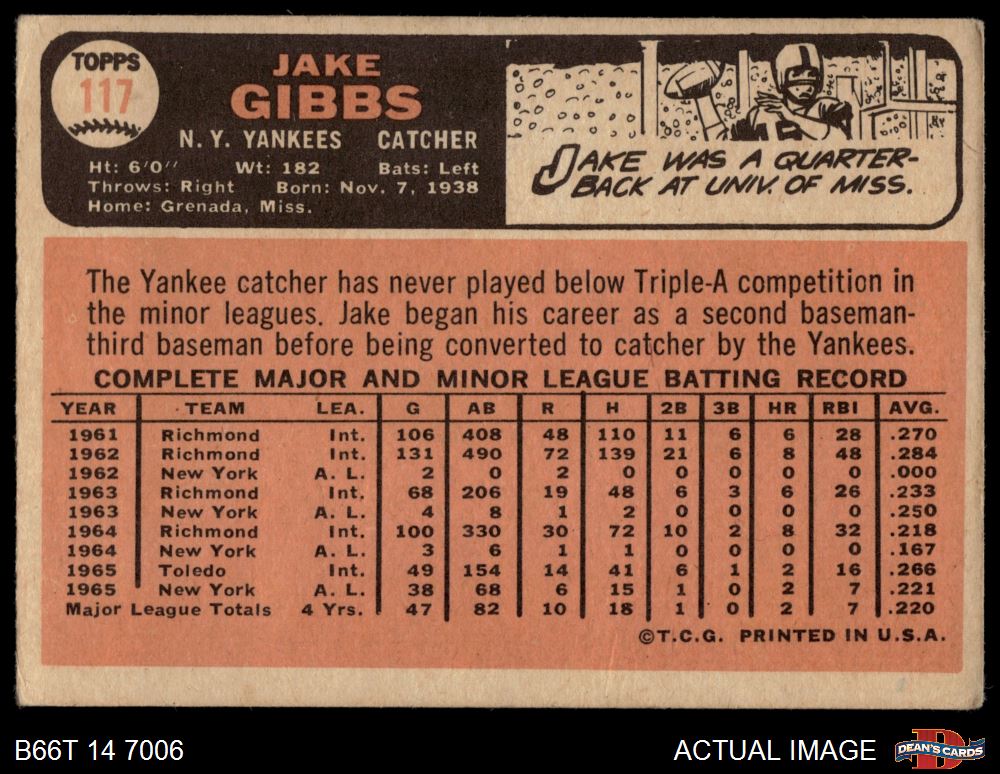 TOPPS
117
JAKE
GIBBS
N. Y. YANKEES CATCHER
Ht: 6'0" Wt: 182 Bats: Left
Throws: Right Born: Nov. 7, 1938
Home: Grenada, Miss.
JAKE WAS A QUARTER-
BACK AT UNIV. OF MISS.
The Yankee catcher has never played below Triple-A competition in
the minor leagues. Jake began his career as a second baseman-
third baseman before being converted to catcher by the Yankees.
COMPLETE MAJOR AND MINOR LEAGUE BATTING RECORD
YEAR TEAM LEA. G AB R H 2B 3B HR RBI AVG.
1961 Richmond Int. 106 408 48 110 11 6 6 28 .270
1962 Richmond Int. 131 490 72 139 21 6 8 48 .284
1962 New York A. L. 2 0 2 0 0 0 0 0 .000
1963 Richmond Int. 68 206 19 48 6 3 6 26 .233
1963 New York A. L. 4 8 1 2 0 0 0 0 .250
1964 Richmond Int. 100 330 30 72 10 2 8 32 .218
1964 New York A. L. 3 6 1 1 0 0 0 0 .167
1965 Toledo Int. 49 154 14 41 6 1 2 16 .266
1965 New York A. L. 38 68 6 15 1 0 2 7 .221
Major League Totals 4 Yrs. 47 82 10 18 1 0 2 7 .220
©T.C.G. PRINTED IN U.S.A.
B66T 14 7006
ACTUAL IMAGE
DEAN'S CARDS